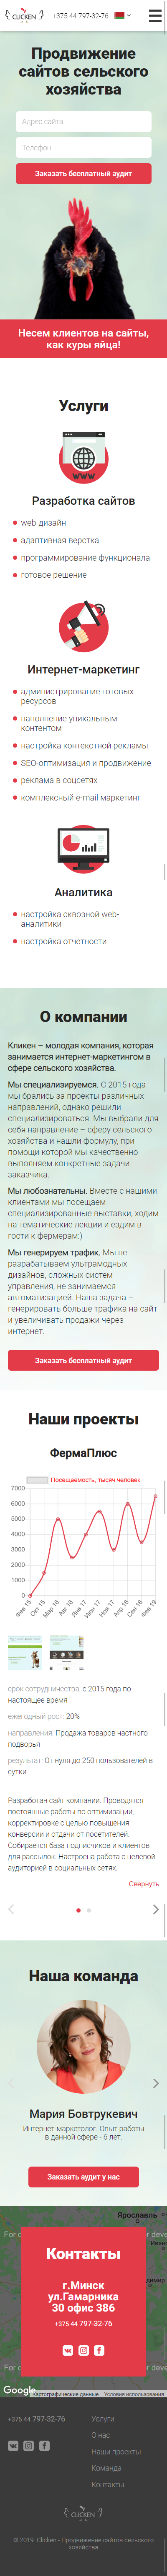 CLICKEN
+375 44 797-32-76
Продвижение
сайтов сельского
хозяйства
Адрес сайта
Телефон
Заказать бесплатный аудит
Несем клиентов на сайты,
как куры яйца!
Услуги
WWW
Разработка сайтов
web-дизайн
адаптивная верстка
программирование функционала
готовое решение
Интернет-маркетинг
администрирование готовых
ресурсов
наполнение уникальным
контентом
настройка контекстной рекламы
SEO-оптимизация и продвижение
реклама в соцсетях
комплексный e-mail маркетинг
Аналитика
настройка сквозной web-
аналитики
настройка отчетности
О компании
Кликен – молодая компания, которая
занимается интернет-маркетингом в
сфере сельского хозяйства.
Мы специализируемся. С 2015 года
мы брались за проекты различных
направлений, однако решили
специализироваться. Мы выбрали для
себя направление – сферу сельского
хозяйства и нашли формулу, при
помощи которой мы качественно
выполняем конкретные задачи
заказчика.
Мы любознательны. Вместе с нашими
клиентами мы посещаем
специализированные выставки, ходим
на тематические лекции и ездим в
гости к фермерам:)
Мы генерируем трафик. Мы не
разрабатываем ультрамодных
дизайнов, сложных систем
управления, не занимаемся
автоматизацией. Наша задача –
генерировать больше трафика на сайт
и увеличивать продажи через
интернет.
Заказать бесплатный аудит
Наши проекты
ФермаПлюс
Посещаемость, тысяч человек
7000
6000
5000
4000
3000
2000
1000
0
Фев 15 Окт 15 Мар 16 Авг 16 Янв 17 Июн 17 Ноя 17 Апр 18 Сен 18 Фев 19
срок сотрудничества: с 2015 года по
настоящее время
ежегодный рост: 20%
направления: Продажа товаров частного
подворья
результат: От нуля до 250 пользователей в
сутки
Разработан сайт компании. Проводятся
постоянные работы по оптимизации,
корректировке с целью повышения
конверсии и отдачи от посетителей.
Собирается база подписчиков и клиентов
для рассылок. Настроена работа с целевой
аудиторией в социальных сетях.
Свернуть
Наша команда
Мария Бовтрукевич
Интернет-маркетолог. Опыт работы
в данной сфере - 6 лет.
Заказать аудит у нас
Ярославль
Контакты
г.Минск
ул.Гамарника
30 офис 386
+375 44 797-32-76
Google
Картографические данные Условия использования
+375 44 797-32-76
Услуги
О нас
Наши проекты
Команда
Контакты
CLICKEN
© 2019. Clicken - Продвижение сайтов сельского
хозяйства